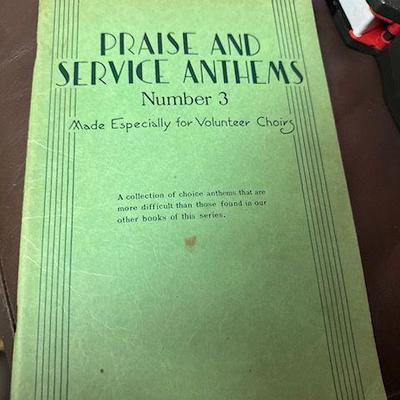 PRAISE AND
SERVICE ANTHEMS
Number 3
Made Especially for Volunteer Choirs
A collection of choice anthems that are
more difficult than those found in our
other books of this series.